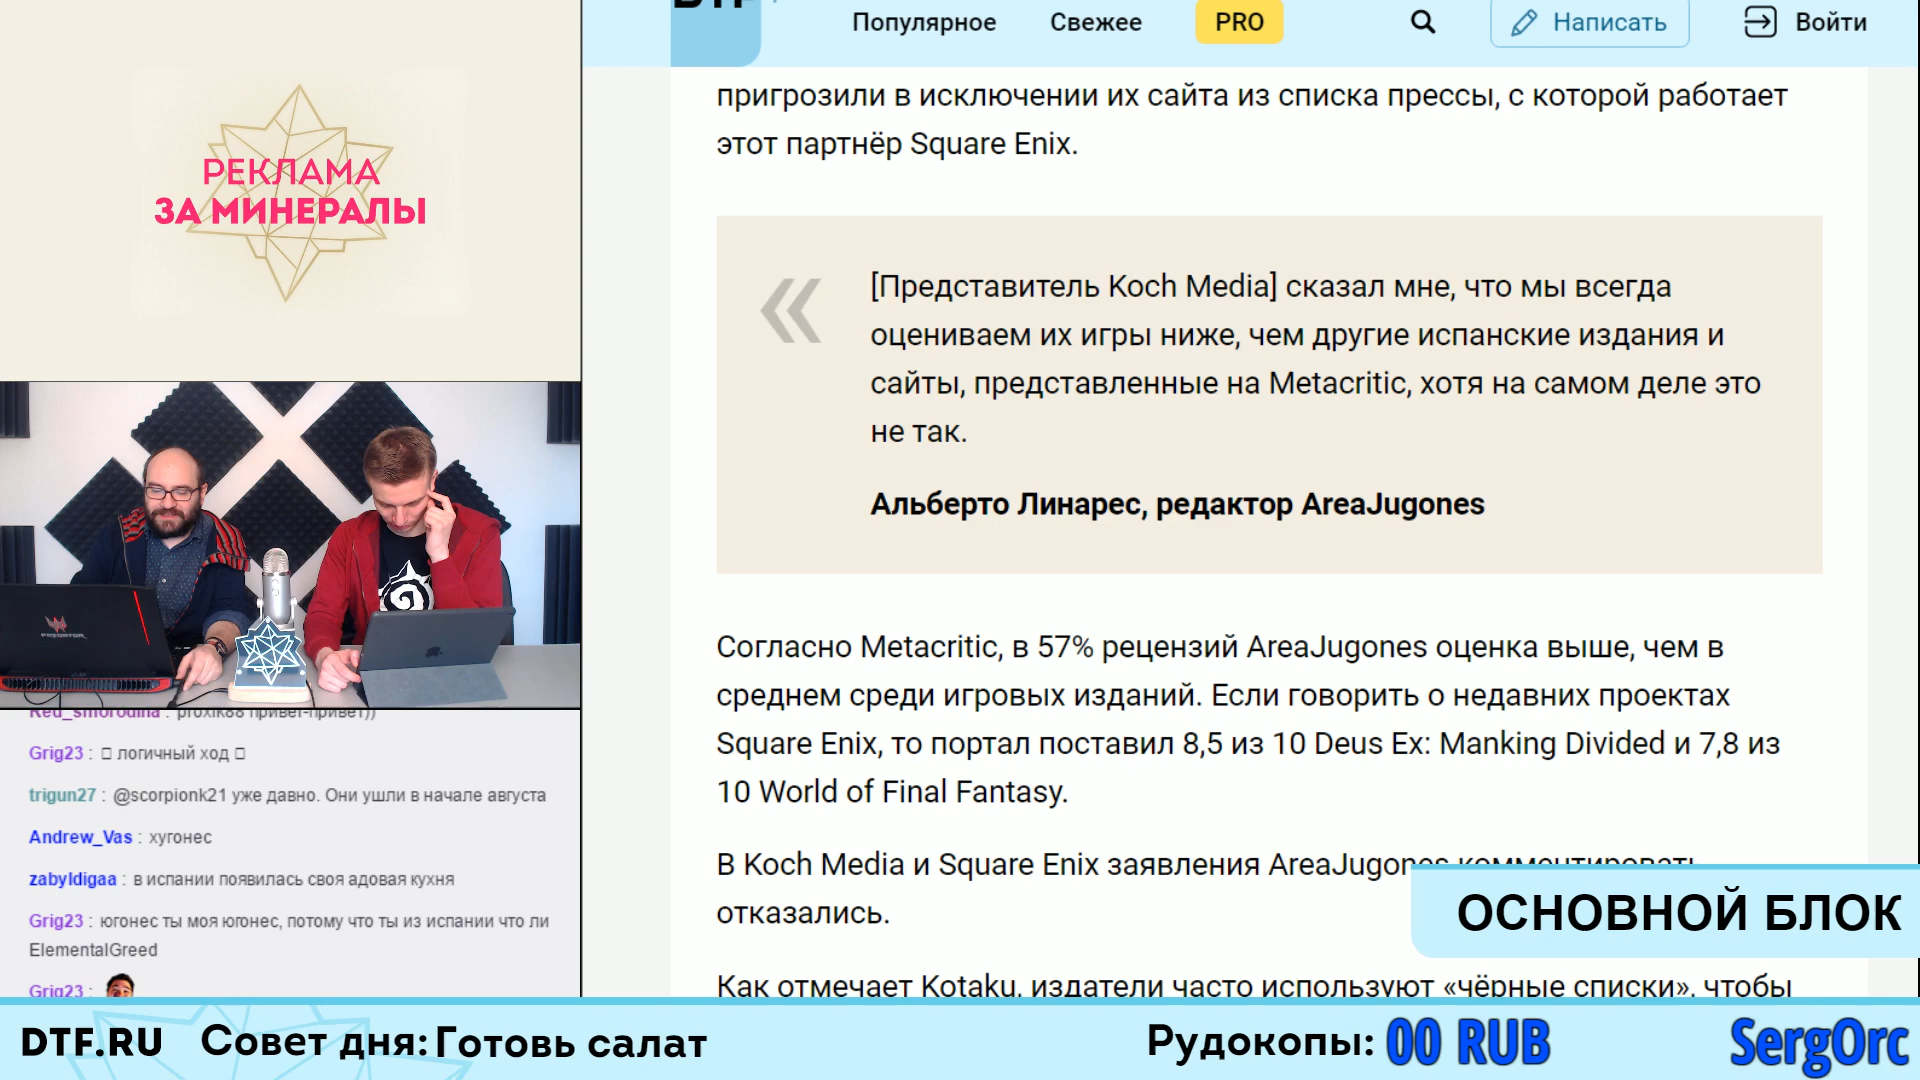 DTF
Популярное
Свежее
PRO
Написать
Войти
РЕКЛАМА
ЗА МИНЕРАЛЫ
пригрозили в исключении их сайта из списка прессы, с которой работает
этот партнёр Square Enix.
«
[Представитель Koch Media] сказал мне, что мы всегда
оцениваем их игры ниже, чем другие испанские издания и
сайты, представленные на Metacritic, хотя на самом деле это
не так.
Альберто Линарес, редактор AreaJugones
Согласно Metacritic, в 57% рецензий AreaJugones оценка выше, чем в
среднем среди игровых изданий. Если говорить о недавних проектах
Square Enix, то портал поставил 8,5 из 10 Deus Ex: Manking Divided и 7,8 из
10 World of Final Fantasy.
В Koch Media и Square Enix заявления AreaJugones комментировать
отказались.
Как отмечает Kotaku, издатели часто используют «чёрные списки», чтобы
ОСНОВНОЙ БЛОК
PREDATOR
Red_smorodina : proxik88 привет-привет))
Grig23 : логичный ход
trigun27 : @scorpionk21 уже давно. Они ушли в начале августа
Andrew_Vas : хугонес
zabyldigaa : в испании появилась своя адовая кухня
Grig23 : югонес ты моя югонес, потому что ты из испании что ли
ElementalGreed
Grig23 :
DTF.RU
Совет дня: Готовь салат
Рудокопы: 00 RUB
SergOrc